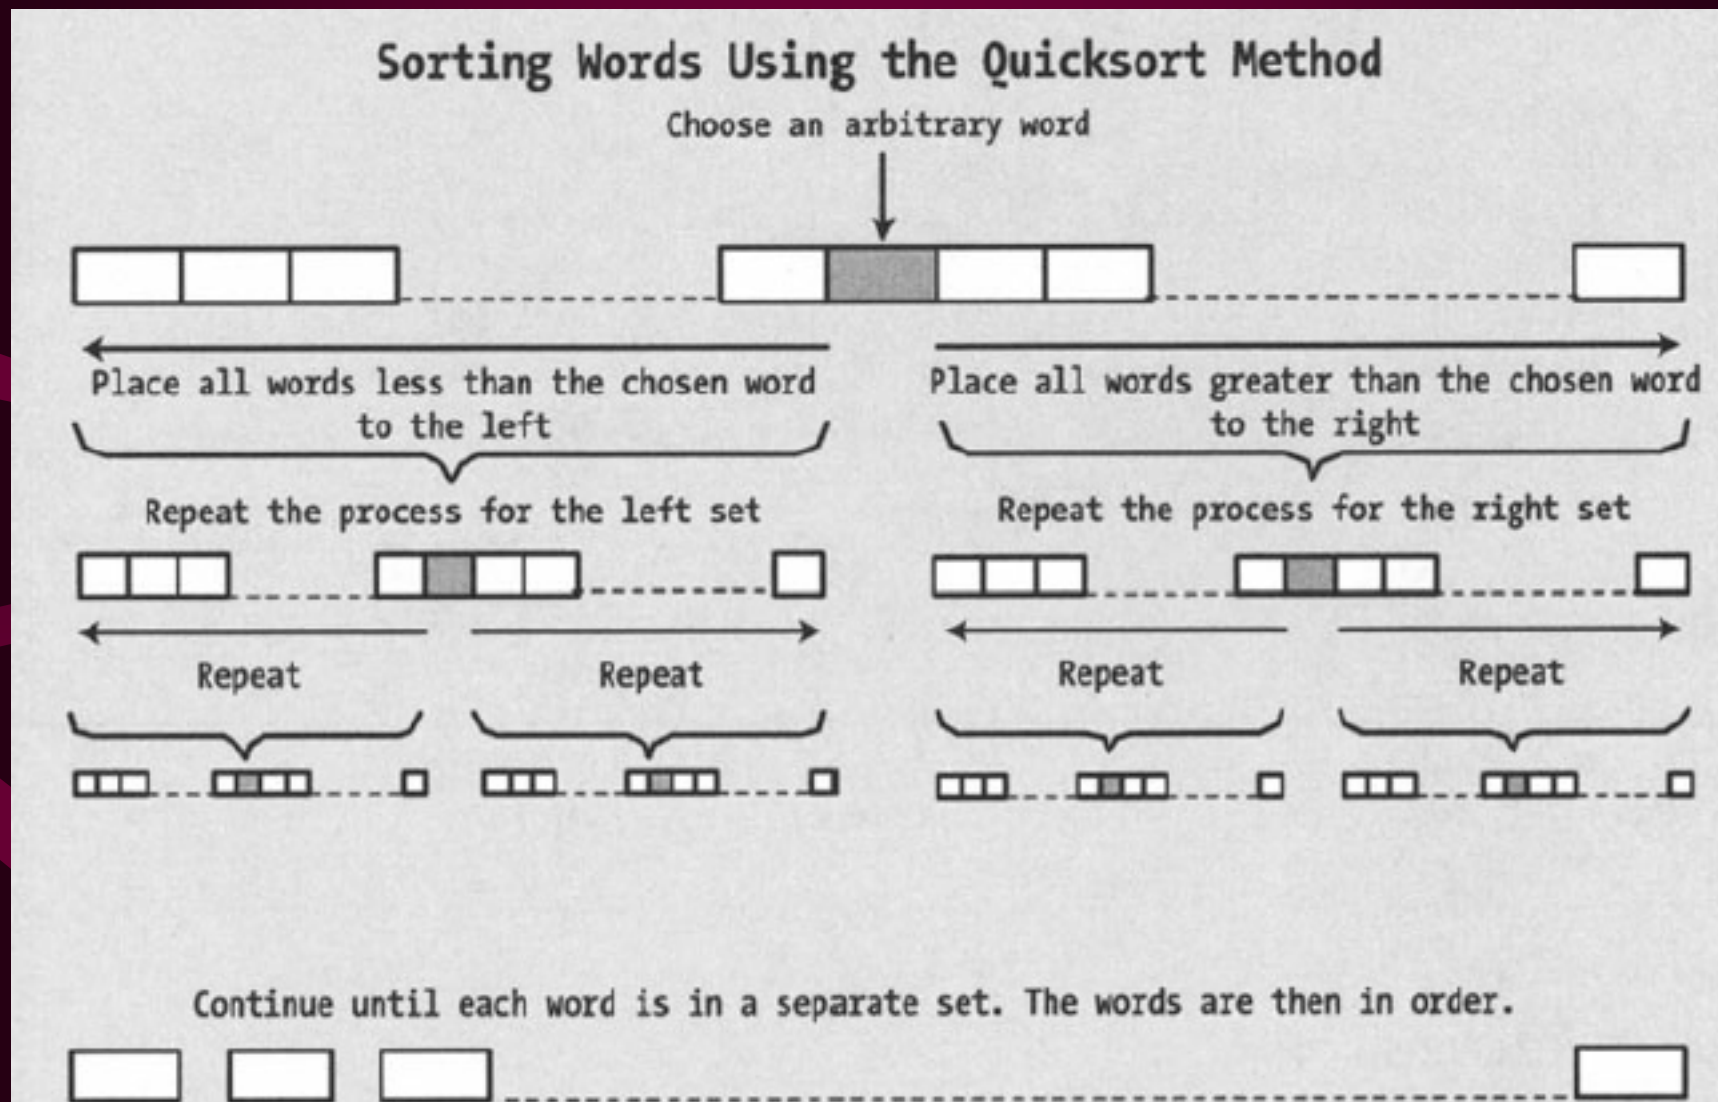 Sorting Words Using the Quicksort Method
Choose an arbitrary word
Place all words less than the chosen word
to the left
Place all words greater than the chosen word
to the right
Repeat the process for the left set
Repeat the process for the right set
Repeat
Repeat
Repeat
Repeat
Continue until each word is in a separate set. The words are then in order.